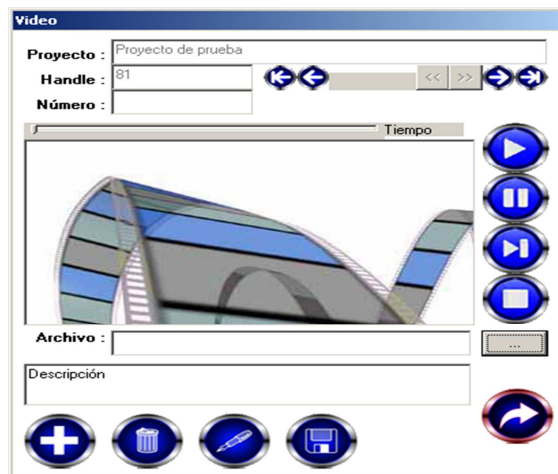 Video
Proyecto : Proyecto de prueba
Handle : 81
<< >>
Número :
Tiempo
Archivo :
...
Descripción